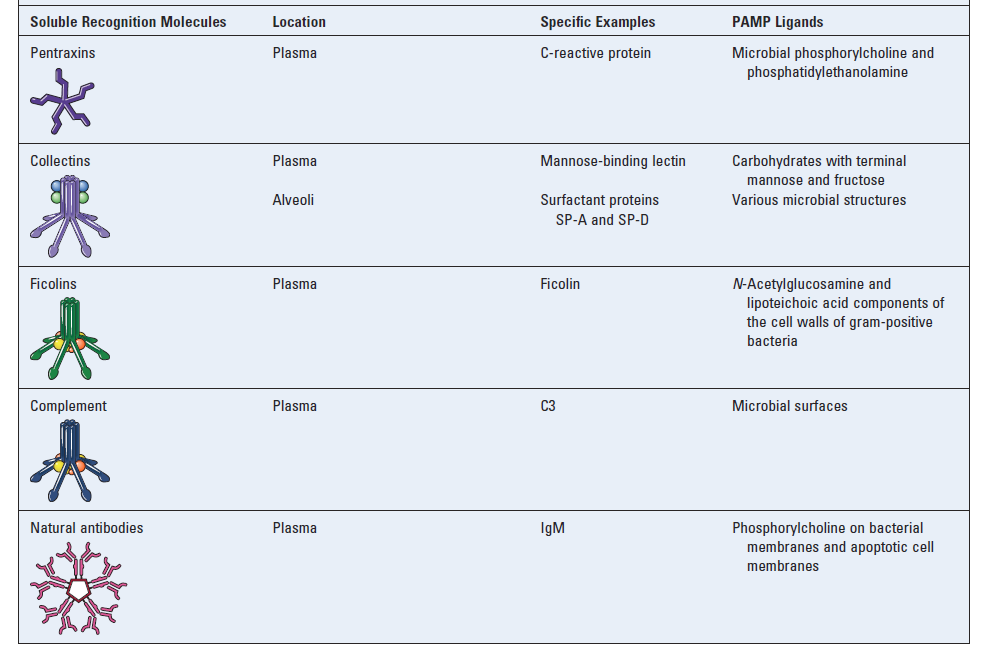 Soluble Recognition Molecules Location Specific Examples PAMP Ligands
Pentraxins Plasma C-reactive protein Microbial phosphorylcholine and
phosphatidylethanolamine
Collectins Plasma Mannose-binding lectin Carbohydrates with terminal
mannose and fructose
Alveoli Surfactant proteins Various microbial structures
SP-A and SP-D
Ficolins Plasma Ficolin N-Acetylglucosamine and
lipoteichoic acid components of
the cell walls of gram-positive
bacteria
Complement Plasma C3 Microbial surfaces
Natural antibodies Plasma IgM Phosphorylcholine on bacterial
membranes and apoptotic cell
membranes